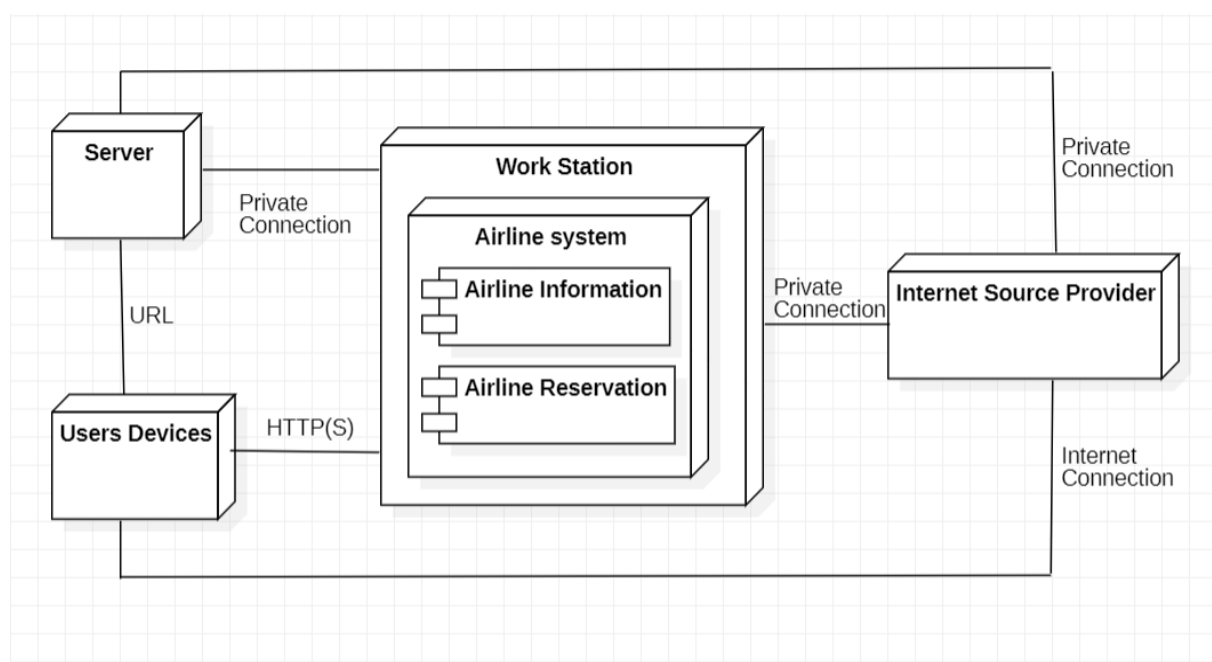 Server
Work Station
Private
Connection
Private
Connection
Airline system
Airline Information
Private
Connection
Internet Source Provider
URL
Airline Reservation
Users Devices
HTTP(S)
Internet
Connection